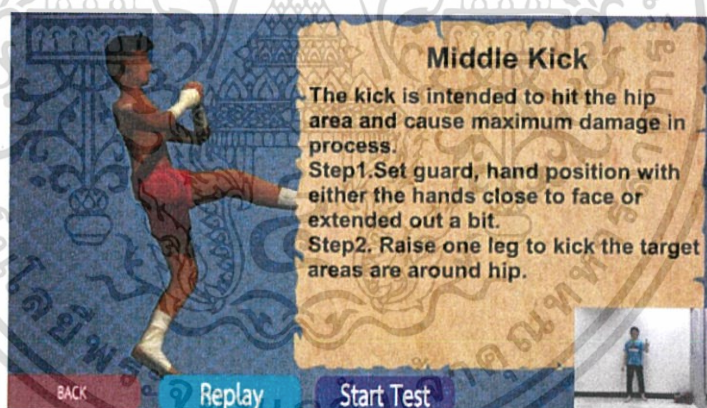 Middle Kick
The kick is intended to hit the hip
area and cause maximum damage in
process.
Step1.Set guard, hand position with
either the hands close to face or
extended out a bit.
Step2. Raise one leg to kick the target
areas are around hip.
BACK
Replay
Start Test